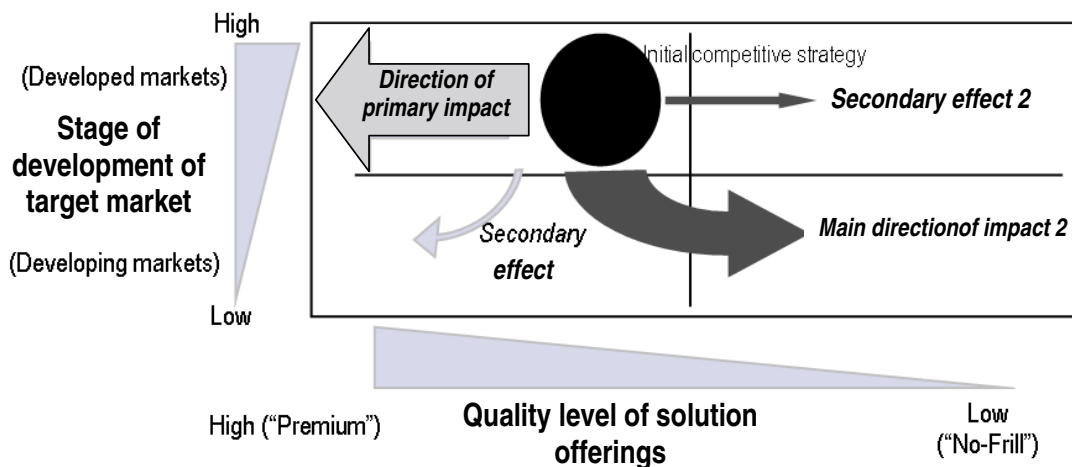 High
(Developed markets)
Stage of
development of
target market
(Developing markets)
Low
Direction of
primary impact
Initial competitive strategy
Secondary effect 2
Secondary
effect
Main directionof impact 2
High (“Premium”)
Quality level of solution
offerings
Low
(“No-Frill”)